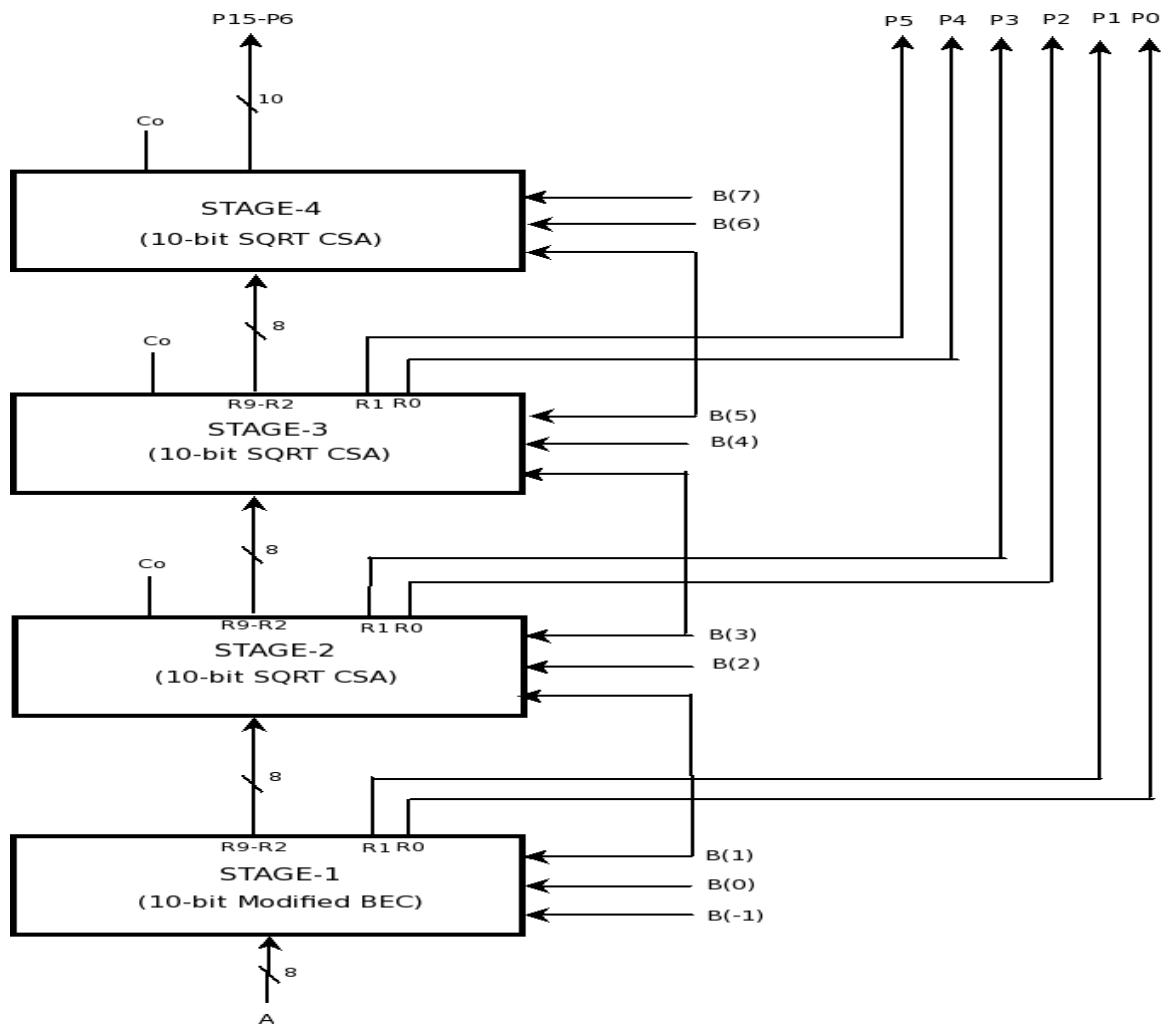 P15-P6
P5 P4 P3 P2 P1 P0
10
Co
STAGE-4
(10-bit SQRT CSA)
B(7)
B(6)
8
Co
R9-R2 R1 R0
STAGE-3
(10-bit SQRT CSA)
B(5)
B(4)
8
Co
R9-R2 R1 R0
STAGE-2
(10-bit SQRT CSA)
B(3)
B(2)
8
R9-R2 R1 R0
STAGE-1
(10-bit Modified BEC)
B(1)
B(0)
B(-1)
8
A